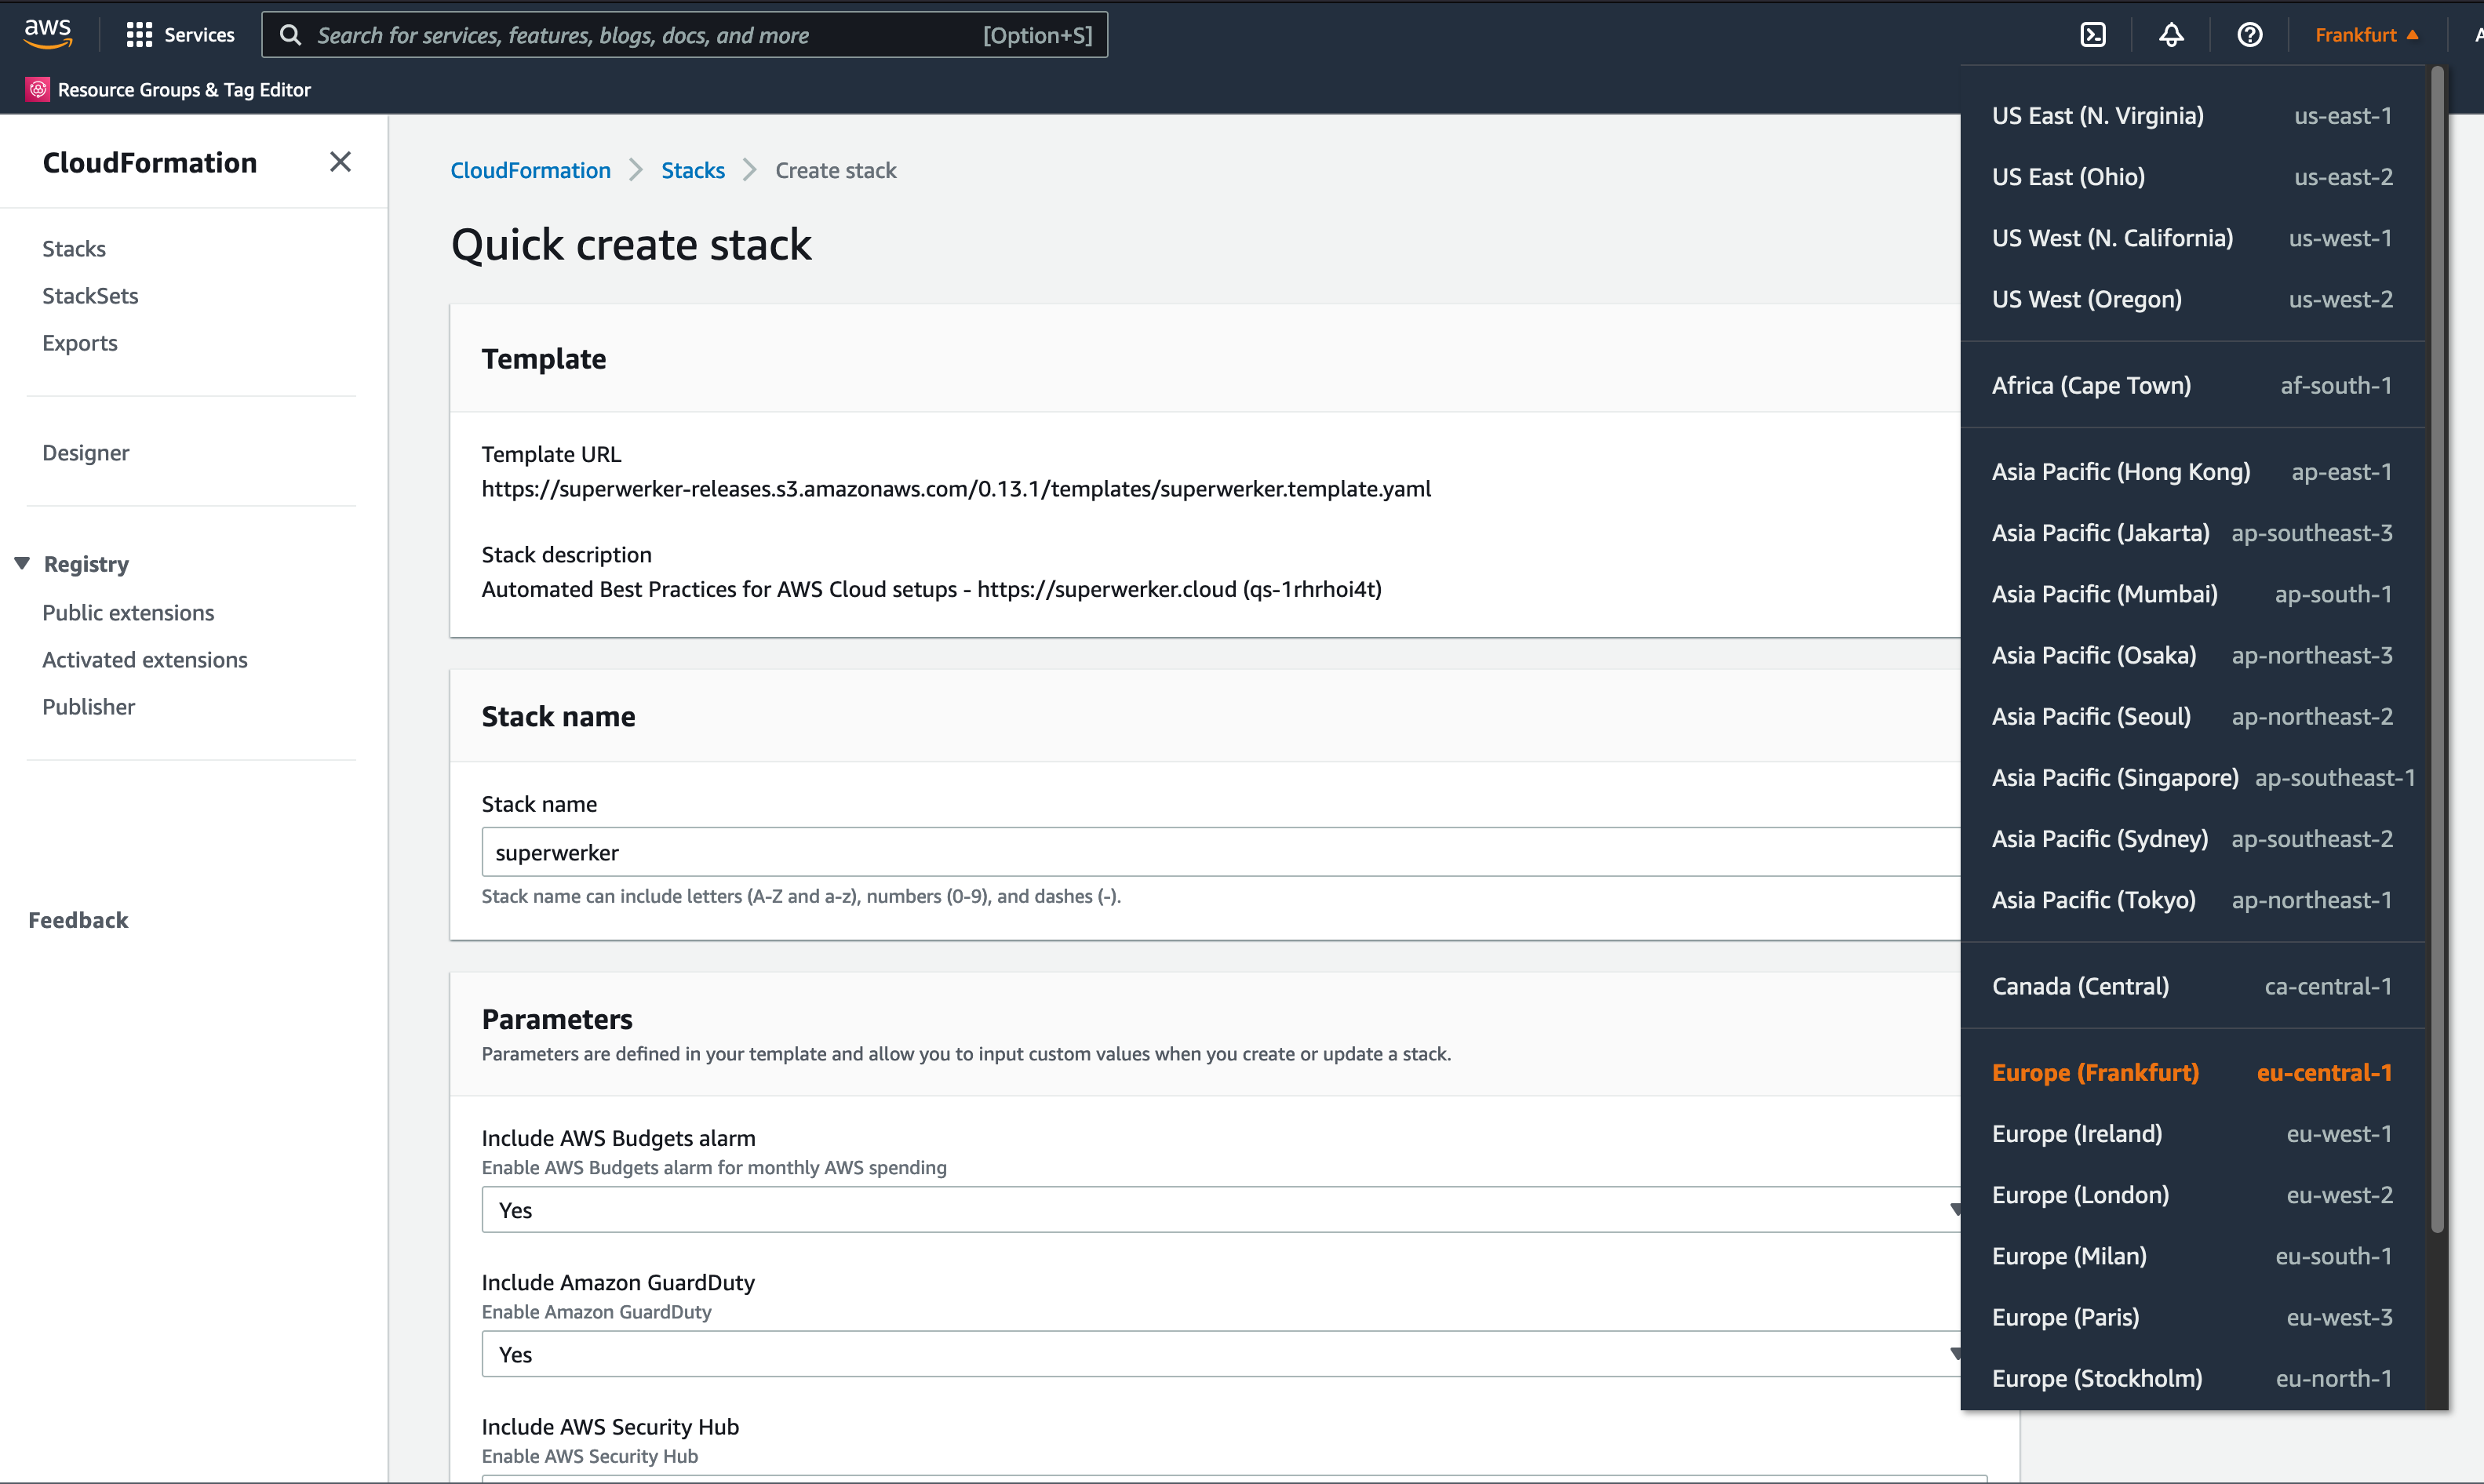 aws
Services
Search for services, features, blogs, docs, and more [Option+S]
Frankfurt
Resource Groups & Tag Editor
CloudFormation
Stacks
StackSets
Exports
Designer
Registry
Public extensions
Activated extensions
Publisher
Feedback
CloudFormation Stacks Create stack
Quick create stack
Template
Template URL
https://superwerker-releases.s3.amazonaws.com/0.13.1/templates/superwerker.template.yaml
Stack description
Automated Best Practices for AWS Cloud setups - https://superwerker.cloud (qs-1rhrhoi4t)
Stack name
Stack name
superwerker
Stack name can include letters (A-Z and a-z), numbers (0-9), and dashes (-).
Parameters
Parameters are defined in your template and allow you to input custom values when you create or update a stack.
Include AWS Budgets alarm
Enable AWS Budgets alarm for monthly AWS spending
Yes
Include Amazon GuardDuty
Enable Amazon GuardDuty
Yes
Include AWS Security Hub
Enable AWS Security Hub
US East (N. Virginia) us-east-1
US East (Ohio) us-east-2
US West (N. California) us-west-1
US West (Oregon) us-west-2
Africa (Cape Town) af-south-1
Asia Pacific (Hong Kong) ap-east-1
Asia Pacific (Jakarta) ap-southeast-3
Asia Pacific (Mumbai) ap-south-1
Asia Pacific (Osaka) ap-northeast-3
Asia Pacific (Seoul) ap-northeast-2
Asia Pacific (Singapore) ap-southeast-1
Asia Pacific (Sydney) ap-southeast-2
Asia Pacific (Tokyo) ap-northeast-1
Canada (Central) ca-central-1
Europe (Frankfurt) eu-central-1
Europe (Ireland) eu-west-1
Europe (London) eu-west-2
Europe (Milan) eu-south-1
Europe (Paris) eu-west-3
Europe (Stockholm) eu-north-1